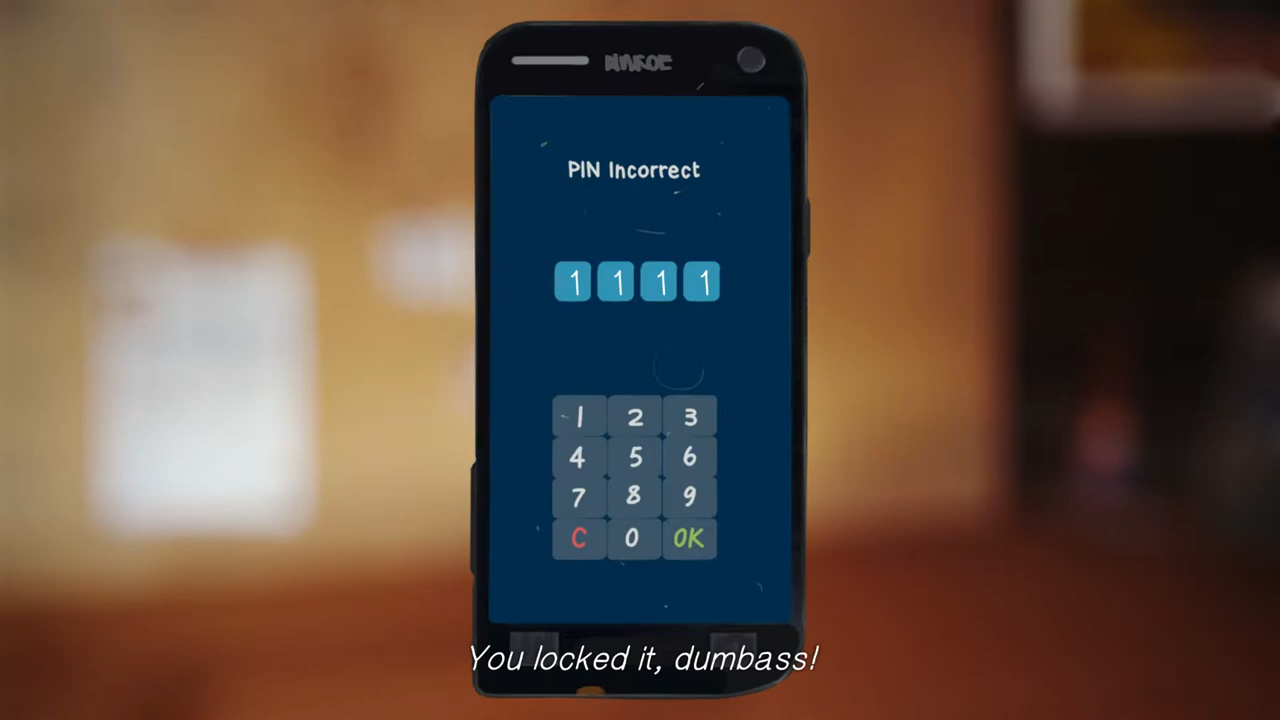 PIN Incorrect
1 1 1 1
1 2 3
4 5 6
7 8 9
C 0 OK
You locked it, dumbass!